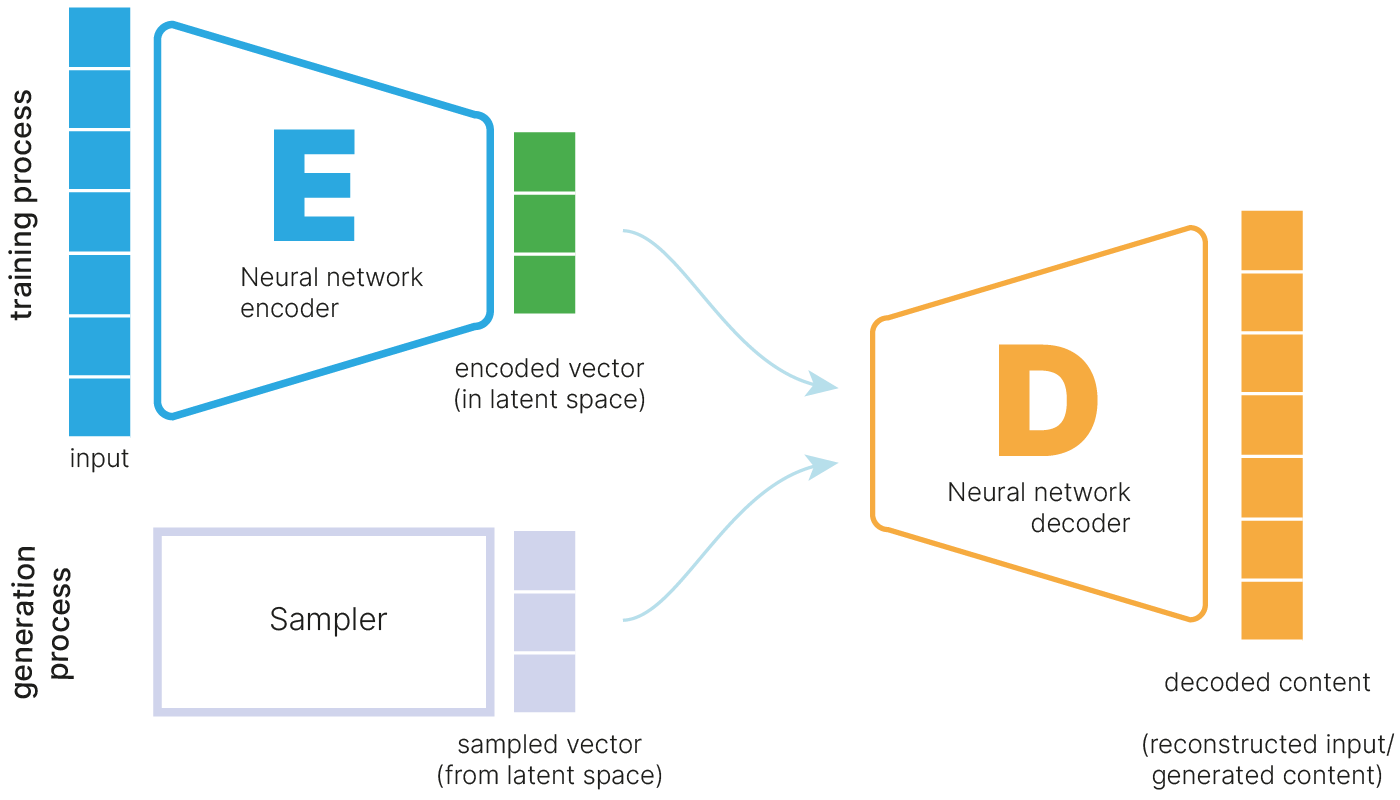 training process
E
Neural network
encoder
input
encoded vector
(in latent space)
generation
process
Sampler
sampled vector
(from latent space)
D
Neural network
decoder
decoded content
(reconstructed input/
generated content)